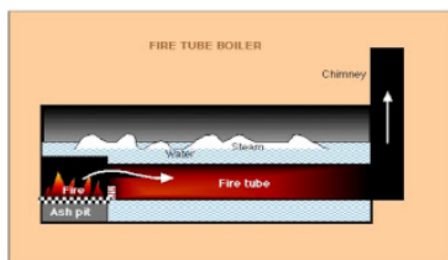 FIRE TUBE BOILER
Chimney
Steam
Water
Fire
Fire tube
Ash pit